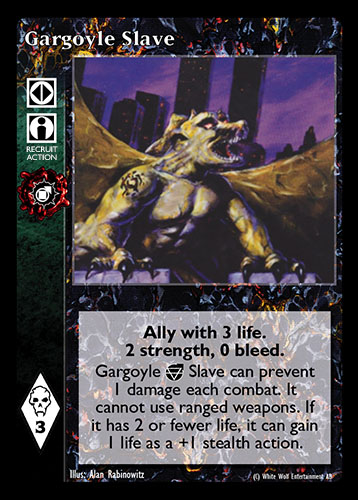 Gargoyle Slave
RECRUIT
ACTION
Ally with 3 life.
2 strength, 0 bleed.
Gargoyle Slave can prevent
1 damage each combat. It
cannot use ranged weapons. If
it has 2 or fewer life, it can gain
1 life as a +1 stealth action.
3
Illus: Alan Rabinowitz